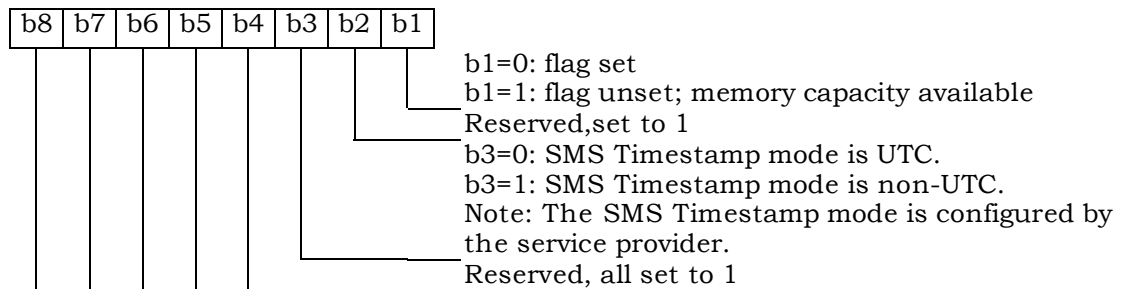 b8 b7 b6 b5 b4 b3 b2 b1
b1=0: flag set
b1=1: flag unset; memory capacity available
Reserved,set to 1
b3=0: SMS Timestamp mode is UTC.
b3=1: SMS Timestamp mode is non-UTC.
Note: The SMS Timestamp mode is configured by
the service provider.
Reserved, all set to 1